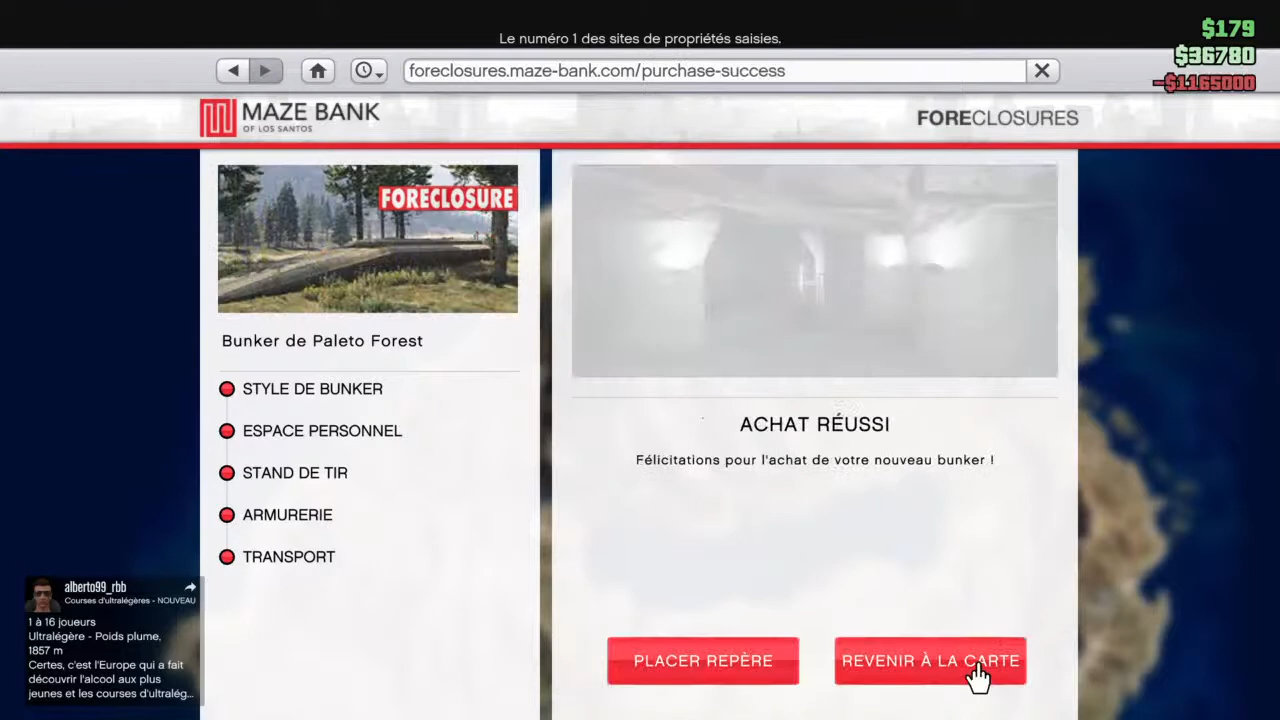 Le numéro 1 des sites de propriétés saisies.
$179
$36780
-$1165000
foreclosures.maze-bank.com/purchase-success
MAZE BANK
OF LOS SANTOS
FORECLOSURES
FORECLOSURE
Bunker de Paleto Forest
STYLE DE BUNKER
ESPACE PERSONNEL
STAND DE TIR
ARMURERIE
TRANSPORT
ACHAT RÉUSSI
Félicitations pour l'achat de votre nouveau bunker !
PLACER REPÈRE
REVENIR À LA CARTE
alberto99_rbb
Courses d'ultralégères - NOUVEAU
1 à 16 joueurs
Ultralégère - Poids plume,
1857 m
Certes, c'est l'Europe qui a fait
découvrir l'alcool aux plus
jeunes et les courses d'ultralég...